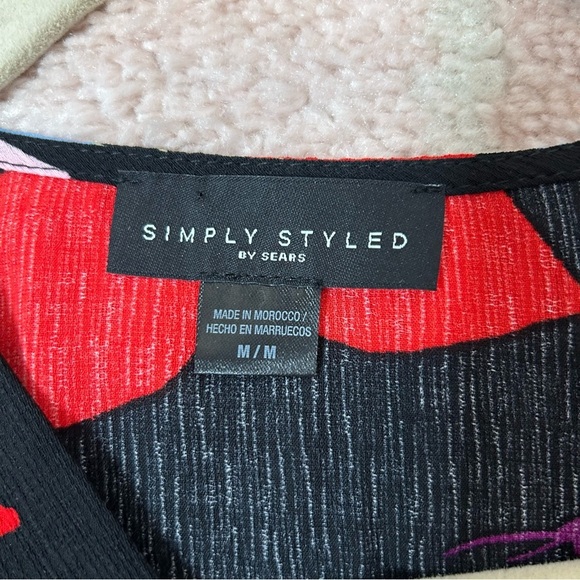 SIMPLY STYLED
BY SEARS
MADE IN MOROCCO /
HECHO EN MARRUECOS
M / M